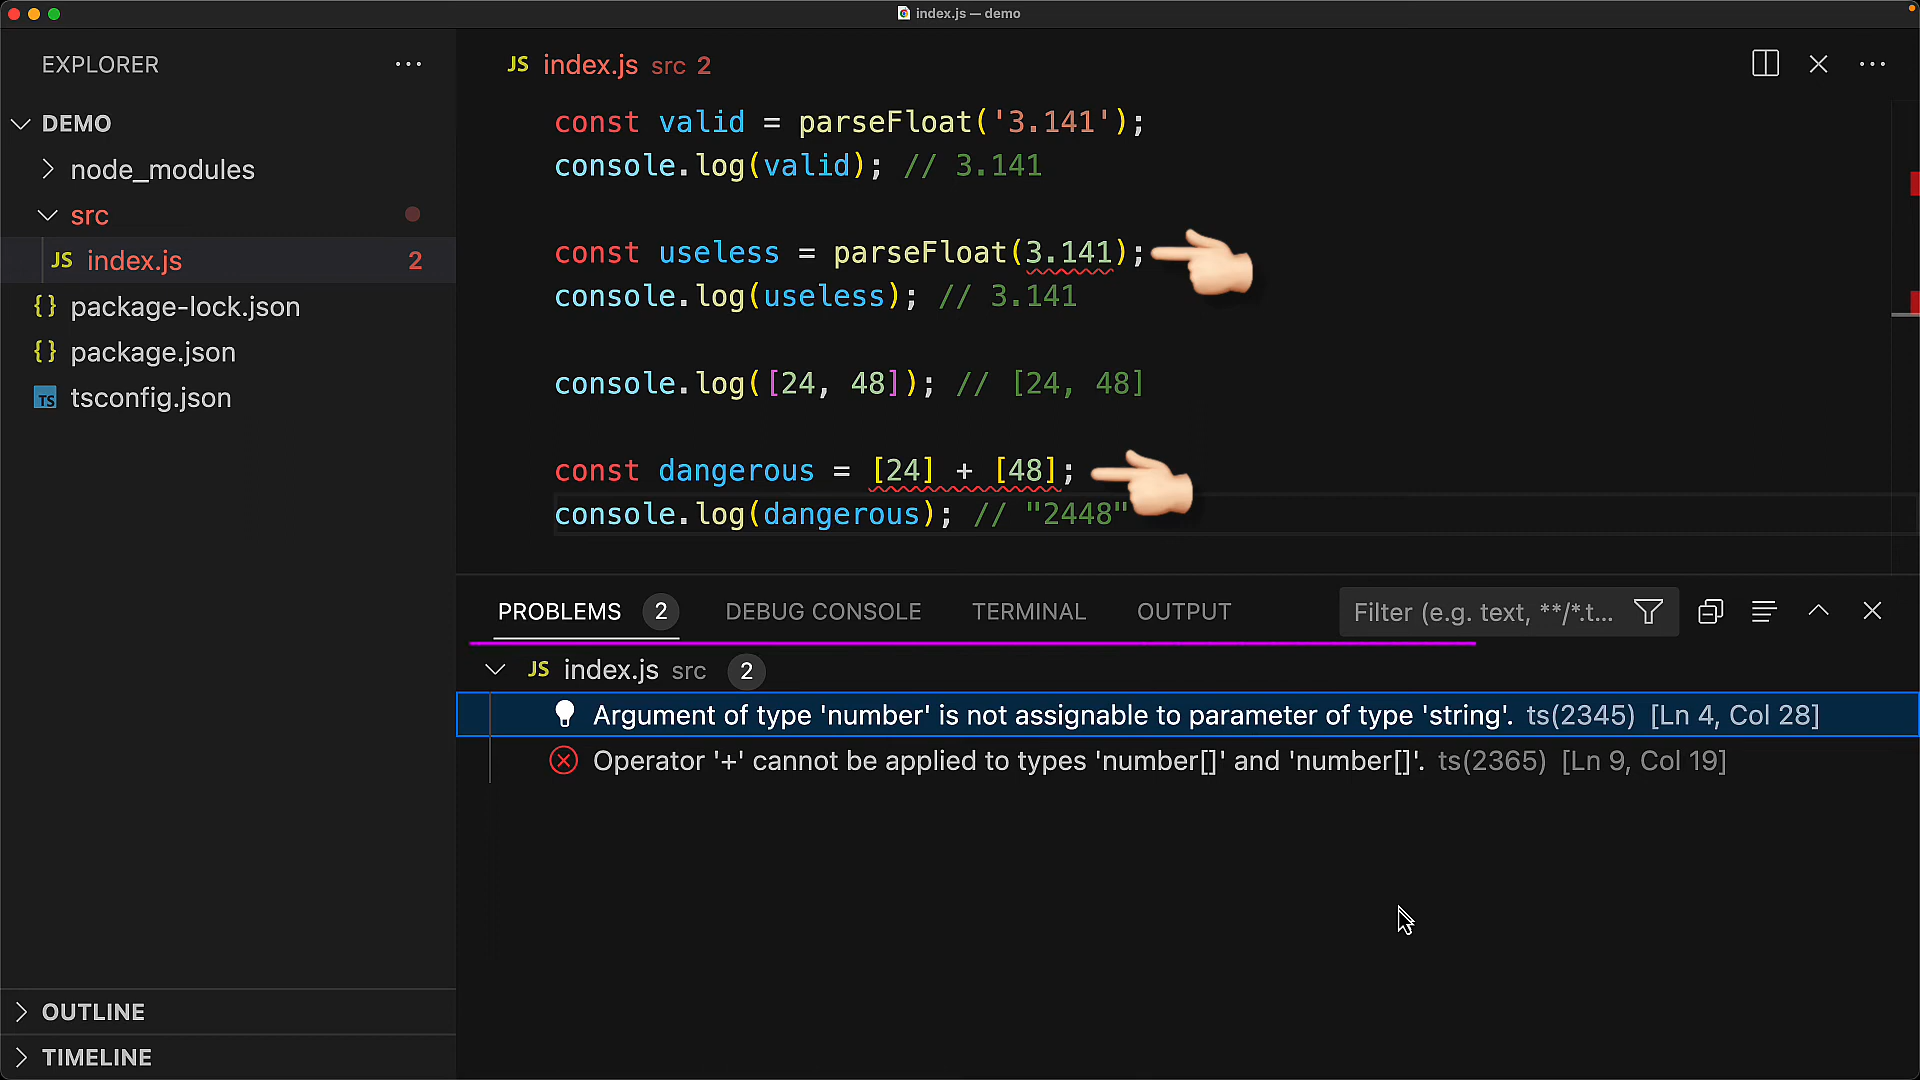 index.js — demo
EXPLORER
DEMO
node_modules
src
JS index.js 2
{} package-lock.json
{} package.json
TS tsconfig.json
OUTLINE
TIMELINE
JS index.js src 2
const valid = parseFloat('3.141');
console.log(valid); // 3.141
const useless = parseFloat(3.141);
console.log(useless); // 3.141
console.log([24, 48]); // [24, 48]
const dangerous = [24] + [48];
console.log(dangerous); // "2448"
PROBLEMS 2 DEBUG CONSOLE TERMINAL OUTPUT Filter (e.g. text, **/*.t...
JS index.js src 2
Argument of type 'number' is not assignable to parameter of type 'string'. ts(2345) [Ln 4, Col 28]
Operator '+' cannot be applied to types 'number[]' and 'number[]'. ts(2365) [Ln 9, Col 19]